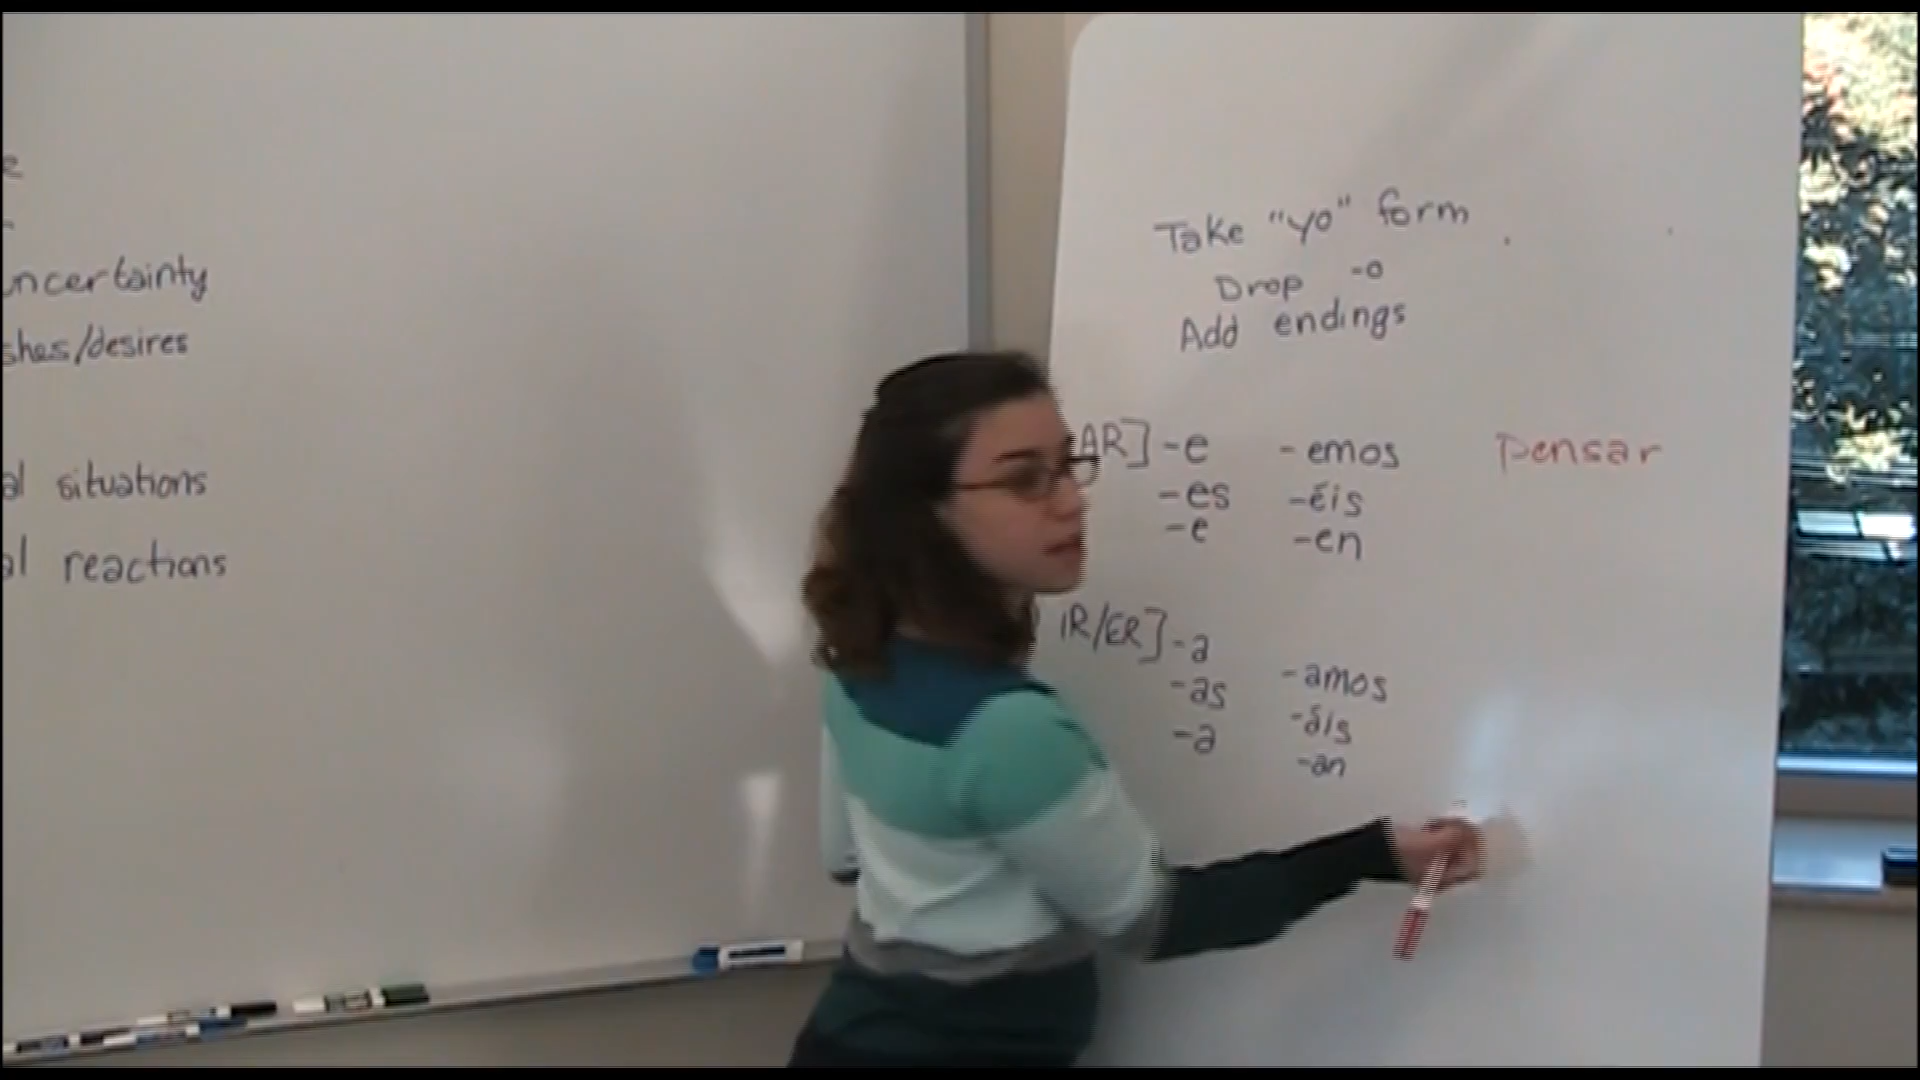 uncertainty
shes/desires
al situations
al reactions
Take "yo" form
Drop -o
Add endings
AR] -e -emos pensar
-es -éis
-e -en
IR/ER] -a -amos
-as -áis
-a -an